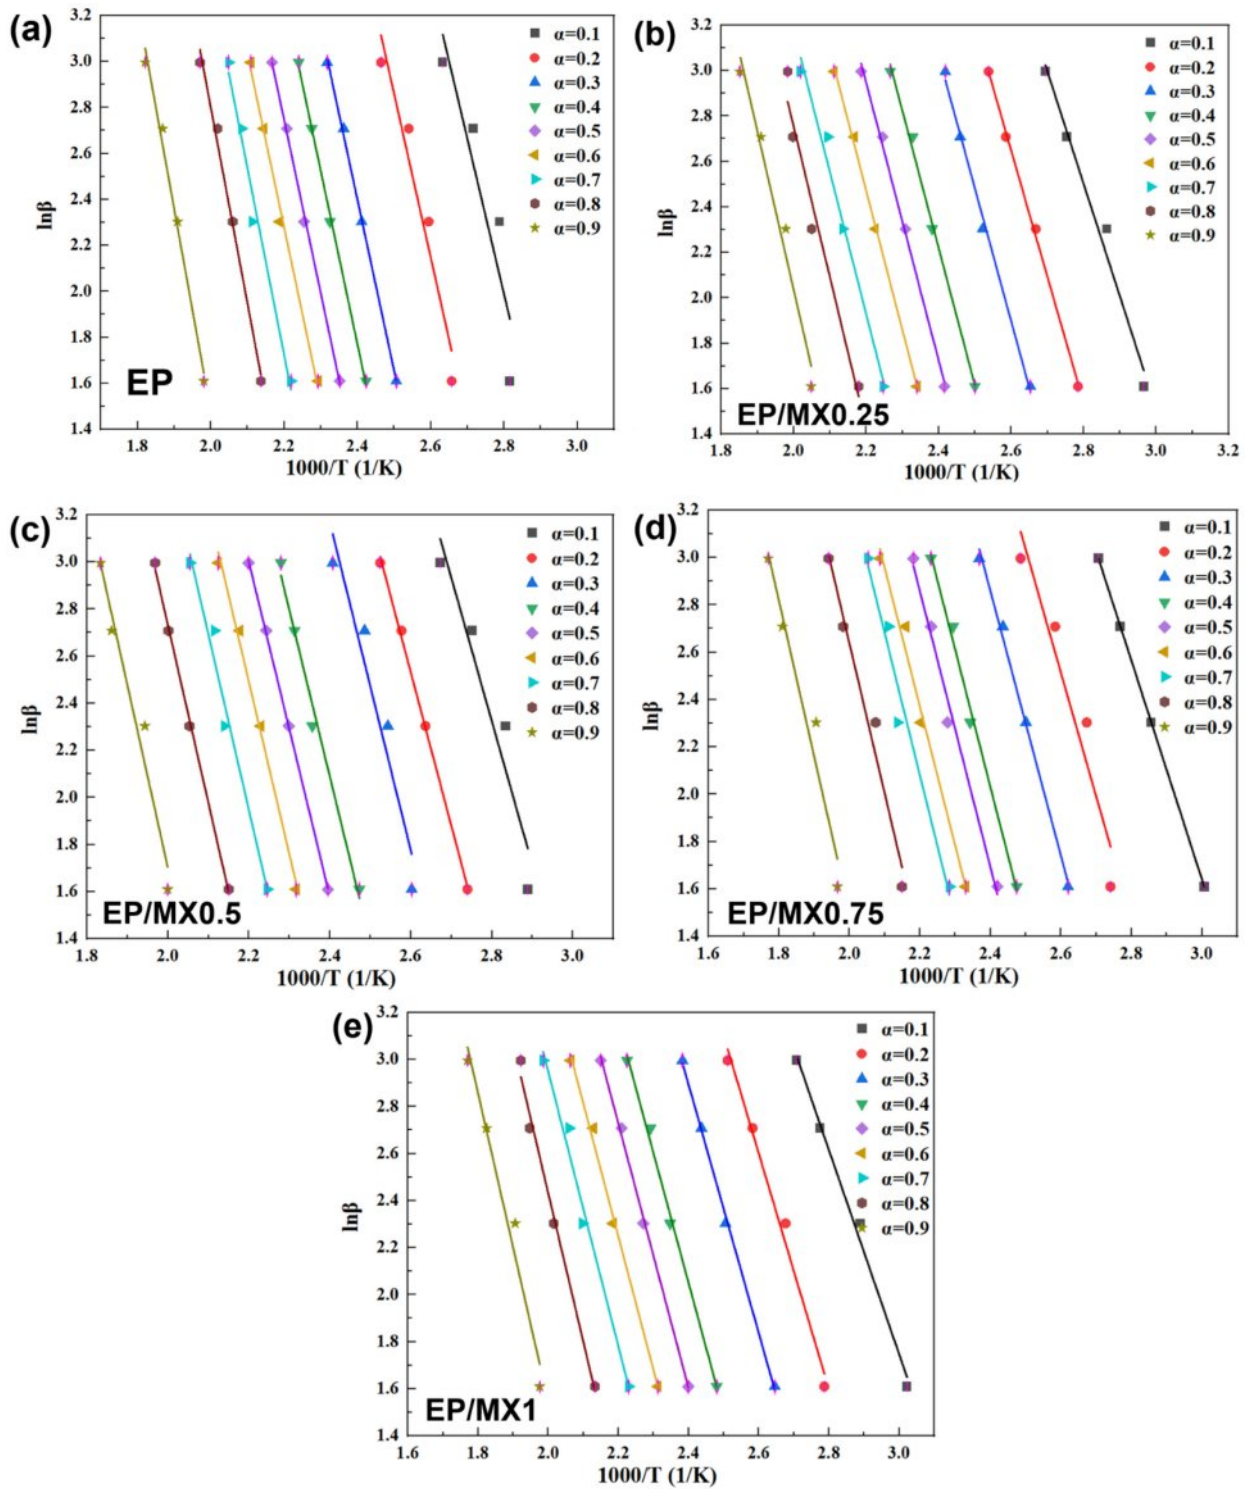 (a)
3.2
3.0
2.8
2.6
2.4
2.2
2.0
1.8
1.6
1.4
lnβ
α=0.1
α=0.2
α=0.3
α=0.4
α=0.5
α=0.6
α=0.7
α=0.8
α=0.9
EP
1.8 2.0 2.2 2.4 2.6 2.8 3.0
1000/T (1/K)
(b)
3.2
3.0
2.8
2.6
2.4
2.2
2.0
1.8
1.6
1.4
lnβ
α=0.1
α=0.2
α=0.3
α=0.4
α=0.5
α=0.6
α=0.7
α=0.8
α=0.9
EP/MX0.25
1.8 2.0 2.2 2.4 2.6 2.8 3.0 3.2
1000/T (1/K)
(c)
3.2
3.0
2.8
2.6
2.4
2.2
2.0
1.8
1.6
1.4
lnβ
α=0.1
α=0.2
α=0.3
α=0.4
α=0.5
α=0.6
α=0.7
α=0.8
α=0.9
EP/MX0.5
1.8 2.0 2.2 2.4 2.6 2.8 3.0
1000/T (1/K)
(d)
3.2
3.0
2.8
2.6
2.4
2.2
2.0
1.8
1.6
1.4
lnβ
α=0.1
α=0.2
α=0.3
α=0.4
α=0.5
α=0.6
α=0.7
α=0.8
α=0.9
EP/MX0.75
1.6 1.8 2.0 2.2 2.4 2.6 2.8 3.0
1000/T (1/K)
(e)
3.2
3.0
2.8
2.6
2.4
2.2
2.0
1.8
1.6
1.4
lnβ
α=0.1
α=0.2
α=0.3
α=0.4
α=0.5
α=0.6
α=0.7
α=0.8
α=0.9
EP/MX1
1.6 1.8 2.0 2.2 2.4 2.6 2.8 3.0
1000/T (1/K)